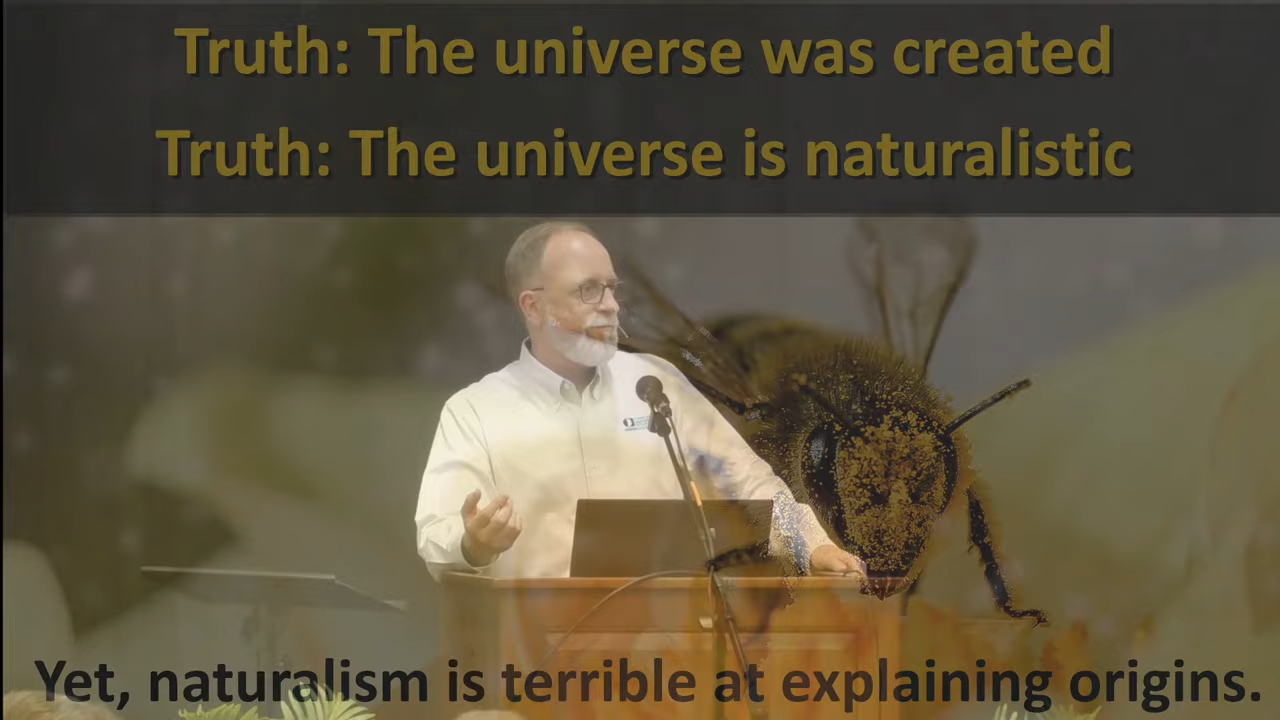 Truth: The universe was created
Truth: The universe is naturalistic
Yet, naturalism is terrible at explaining origins.